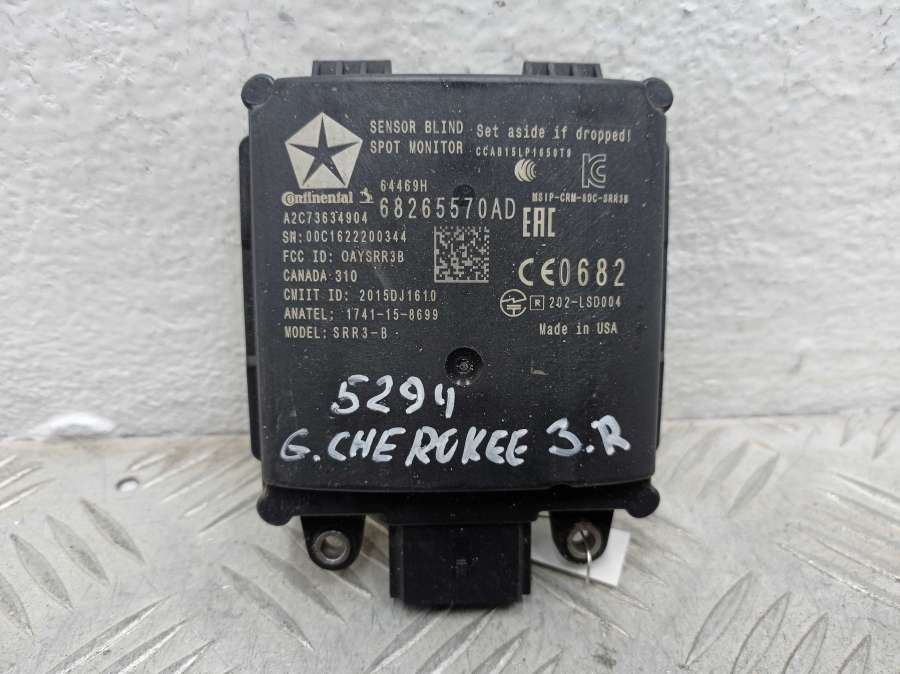 SENSOR BLIND
SPOT MONITOR
Set aside if dropped!
CCAB15LP1650T9
Continental
64469H
68265570AD
MSIP-CRM-8DC-SRR3B
A2C73634904
SN:00C1622200344
FCC ID: OAYSRR3B
CANADA 310
CMIIT ID: 2015DJ1610
ANATEL: 1741-15-8699
MODEL: SRR3-B
EAC
CE0682
R 202-LSD004
Made in USA
5294
G.CHEROKEE 3.R